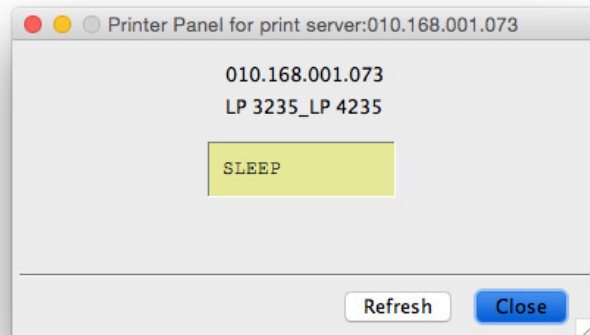 Printer Panel for print server:010.168.001.073
010.168.001.073
LP 3235_LP 4235
SLEEP
Refresh
Close